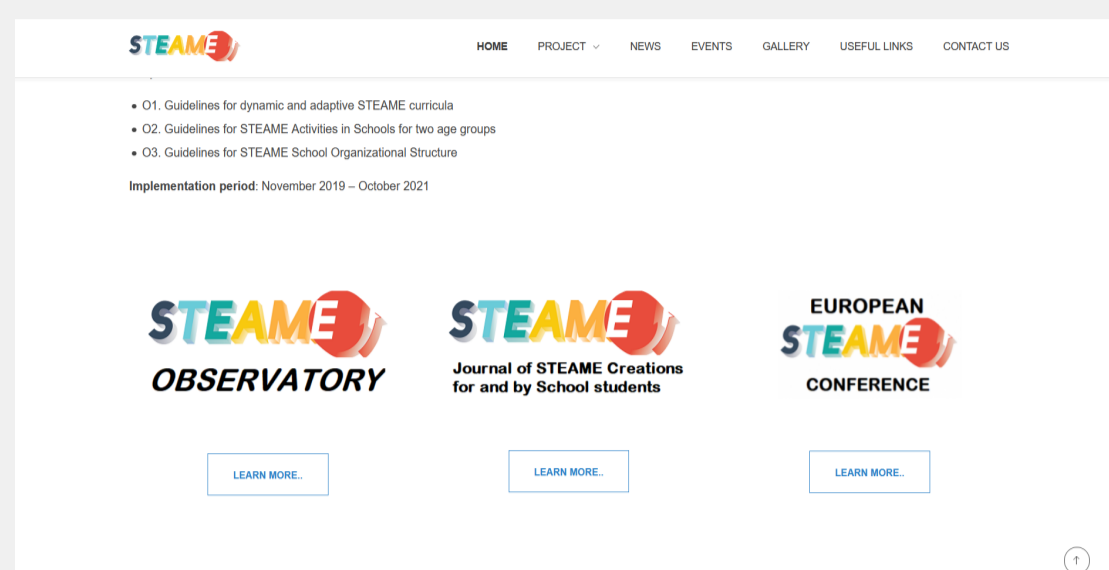 STEAME
HOME PROJECT NEWS EVENTS GALLERY USEFUL LINKS CONTACT US
• O1. Guidelines for dynamic and adaptive STEAME curricula
• O2. Guidelines for STEAME Activities in Schools for two age groups
• O3. Guidelines for STEAME School Organizational Structure
Implementation period: November 2019 – October 2021
STEAME
OBSERVATORY
LEARN MORE..
STEAME
Journal of STEAME Creations
for and by School students
LEARN MORE..
EUROPEAN
STEAME
CONFERENCE
LEARN MORE..